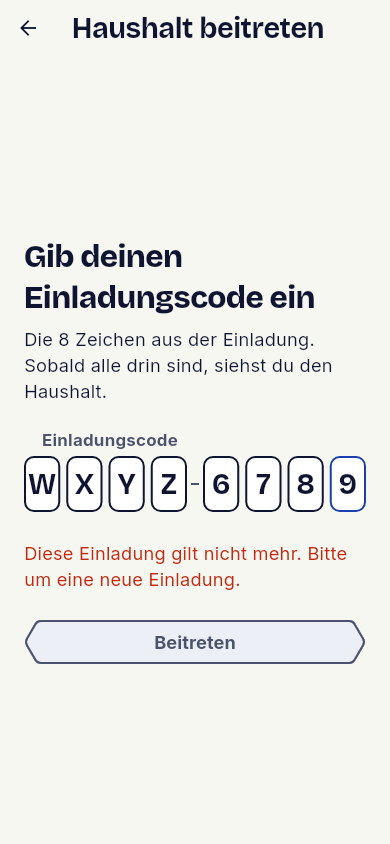 Haushalt beitreten
Gib deinen
Einladungscode ein
Die 8 Zeichen aus der Einladung.
Sobald alle drin sind, siehst du den
Haushalt.
Einladungscode
W X Y Z - 6 7 8 9
Diese Einladung gilt nicht mehr. Bitte
um eine neue Einladung.
Beitreten